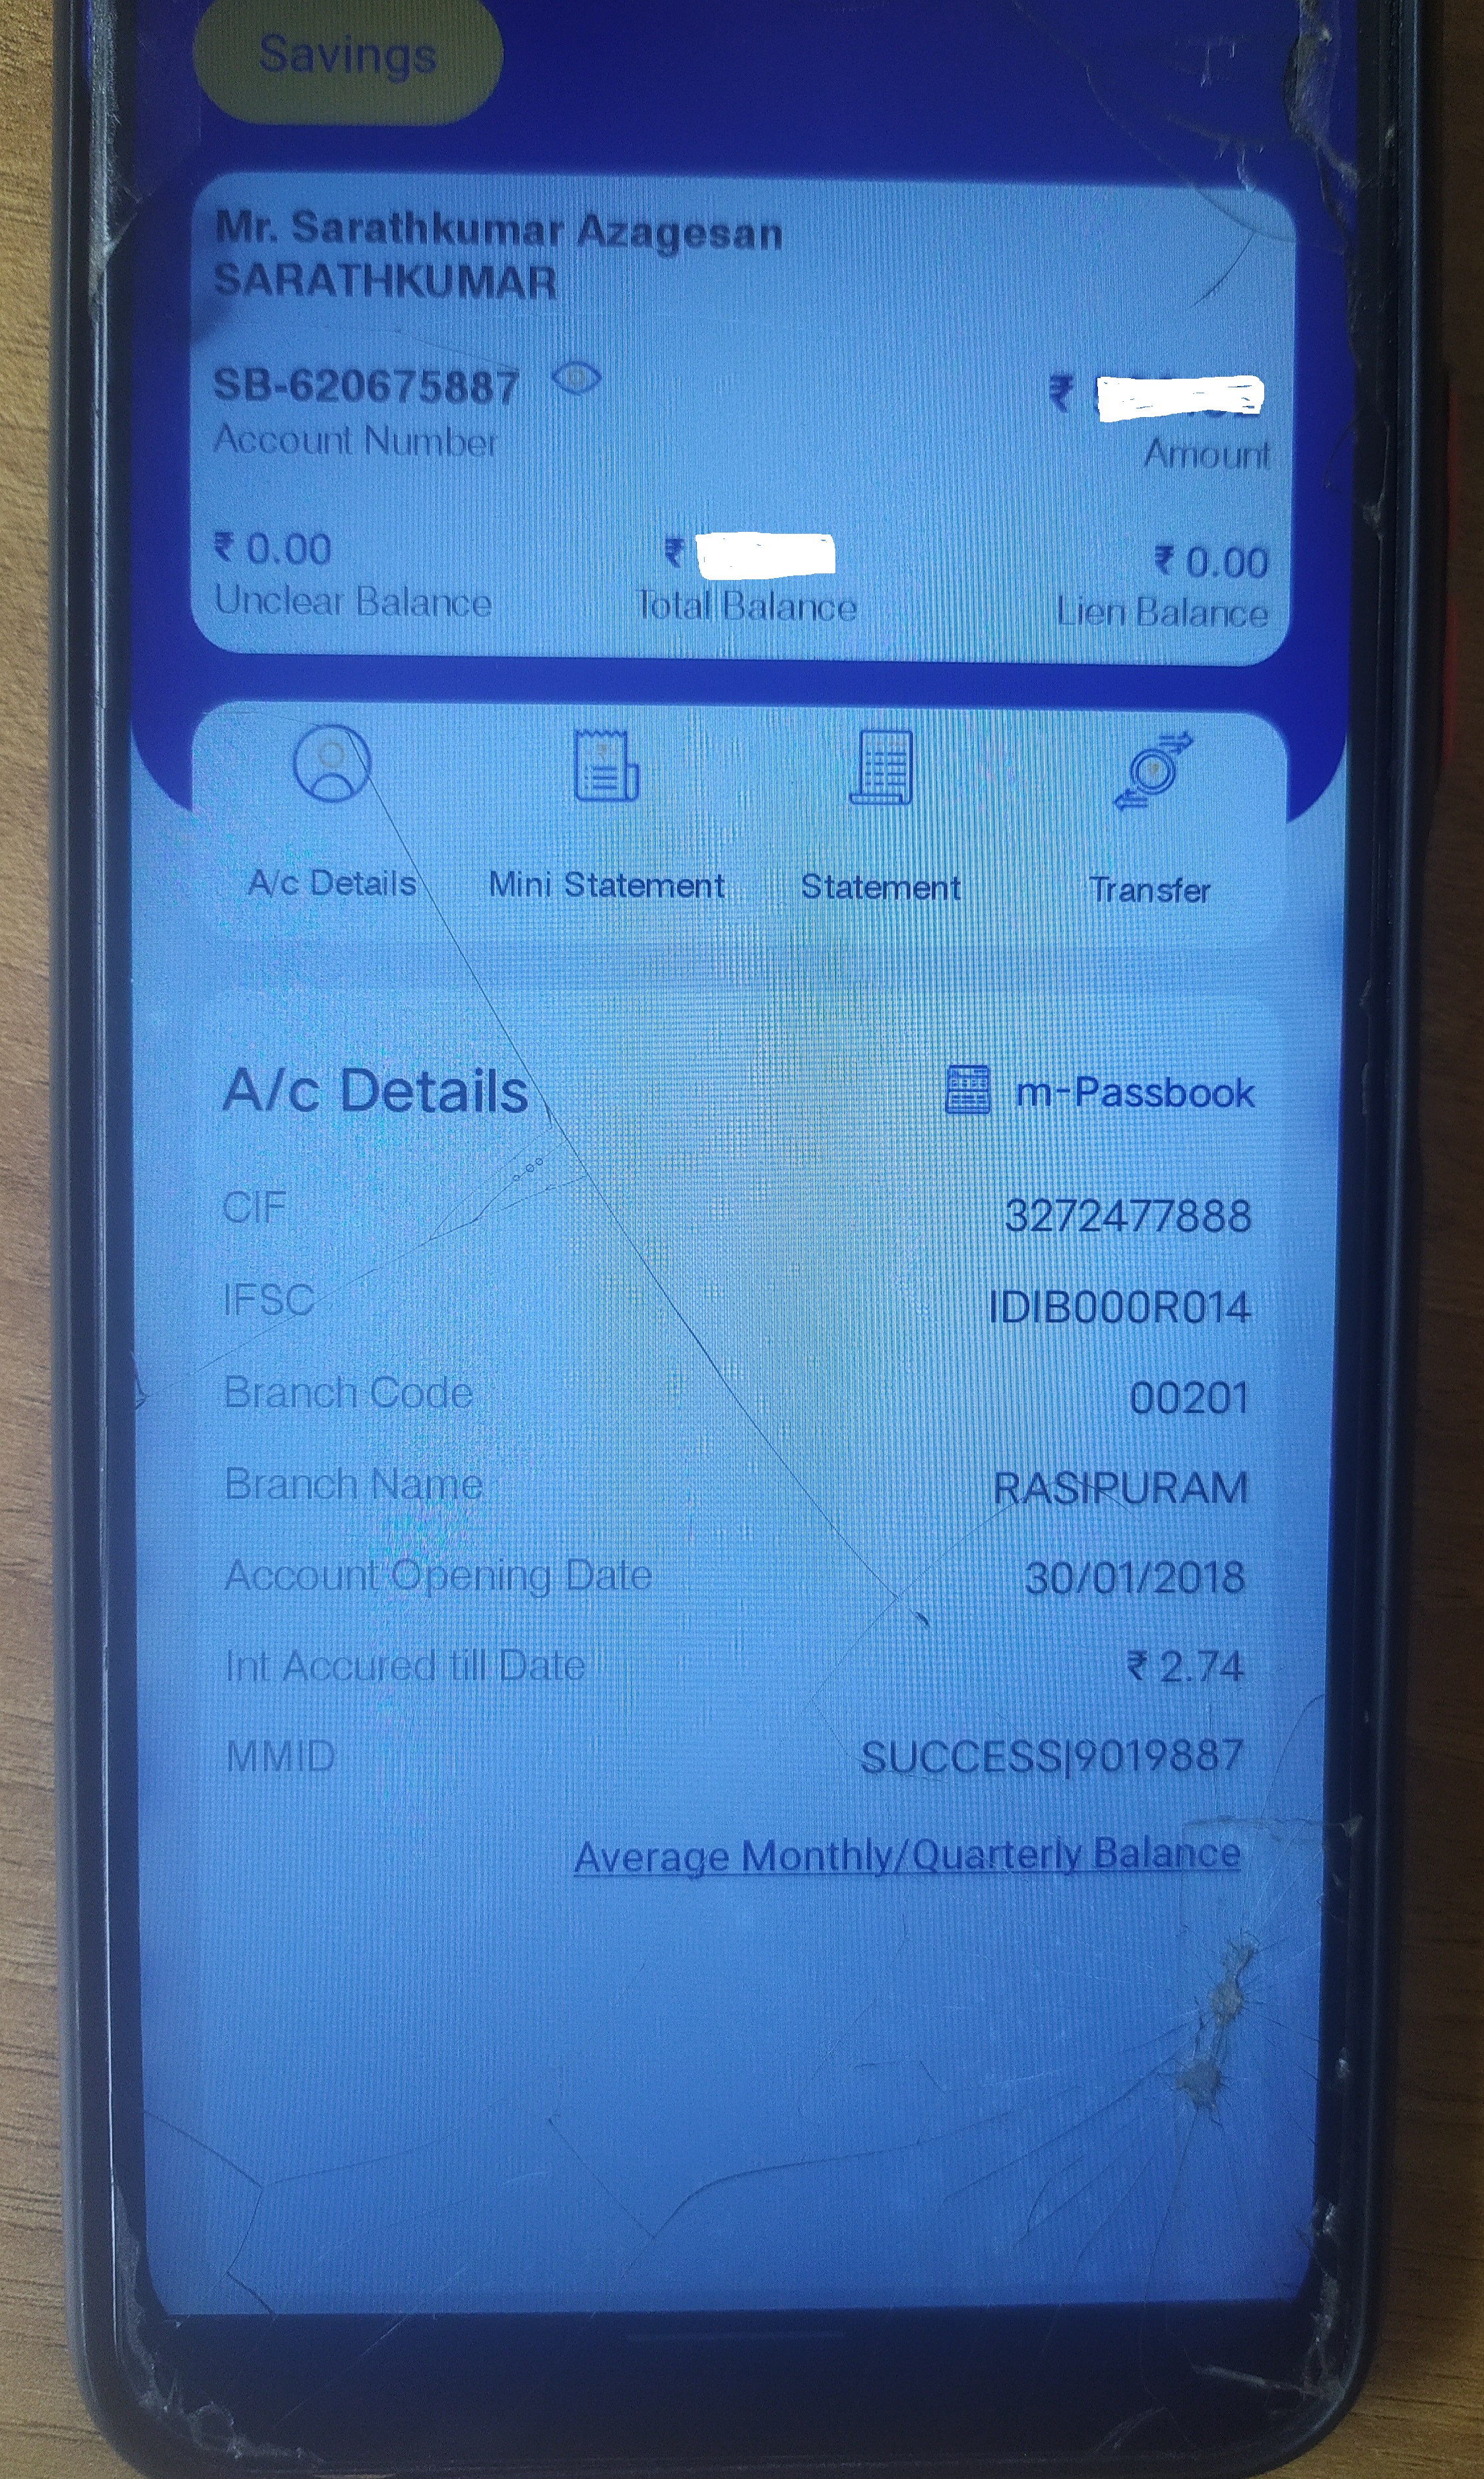 Savings
Mr. Sarathkumar Azagesan
SARATHKUMAR
SB-620675887
Account Number
₹
Amount
₹ 0.00
Unclear Balance
₹
Total Balance
₹ 0.00
Lien Balance
A/c Details
Mini Statement
Statement
Transfer
A/c Details
m-Passbook
CIF 3272477888
IFSC IDIB000R014
Branch Code 00201
Branch Name RASIPURAM
Account Opening Date 30/01/2018
Int Accured till Date ₹ 2.74
MMID SUCCESS|9019887
Average Monthly/Quarterly Balance